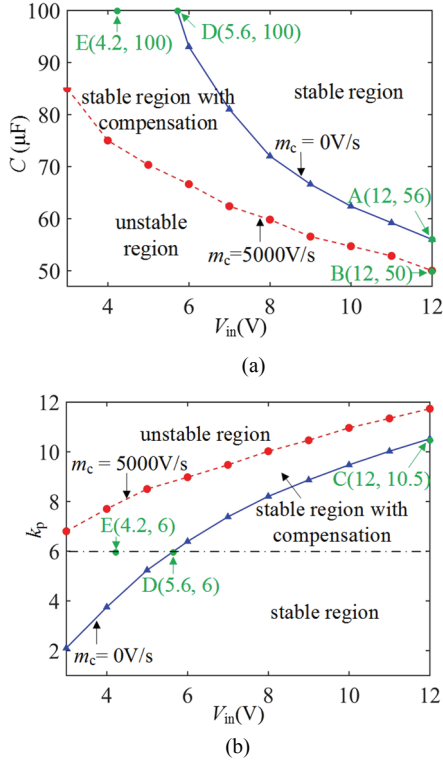 100
90
80
70
60
50
C (μF)
E(4.2, 100)
D(5.6, 100)
stable region with
compensation
stable region
mc = 0V/s
unstable
region
mc=5000V/s
A(12, 56)
B(12, 50)
4
6
8
10
12
Vin(V)
(a)
12
10
8
6
4
2
kp
unstable region
mc = 5000V/s
C(12, 10.5)
stable region with
compensation
E(4.2, 6)
D(5.6, 6)
stable region
mc= 0V/s
4
6
8
10
12
Vin(V)
(b)